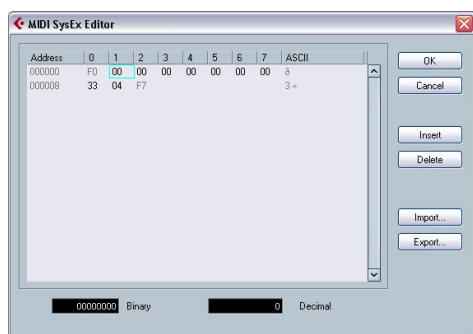 MIDI SysEx Editor
Address 0 1 2 3 4 5 6 7 ASCII
000000 F0 00 00 00 00 00 00 00 ð
000008 33 04 F7 3 ÷
OK
Cancel
Insert
Delete
Import...
Export...
00000000 Binary 0 Decimal